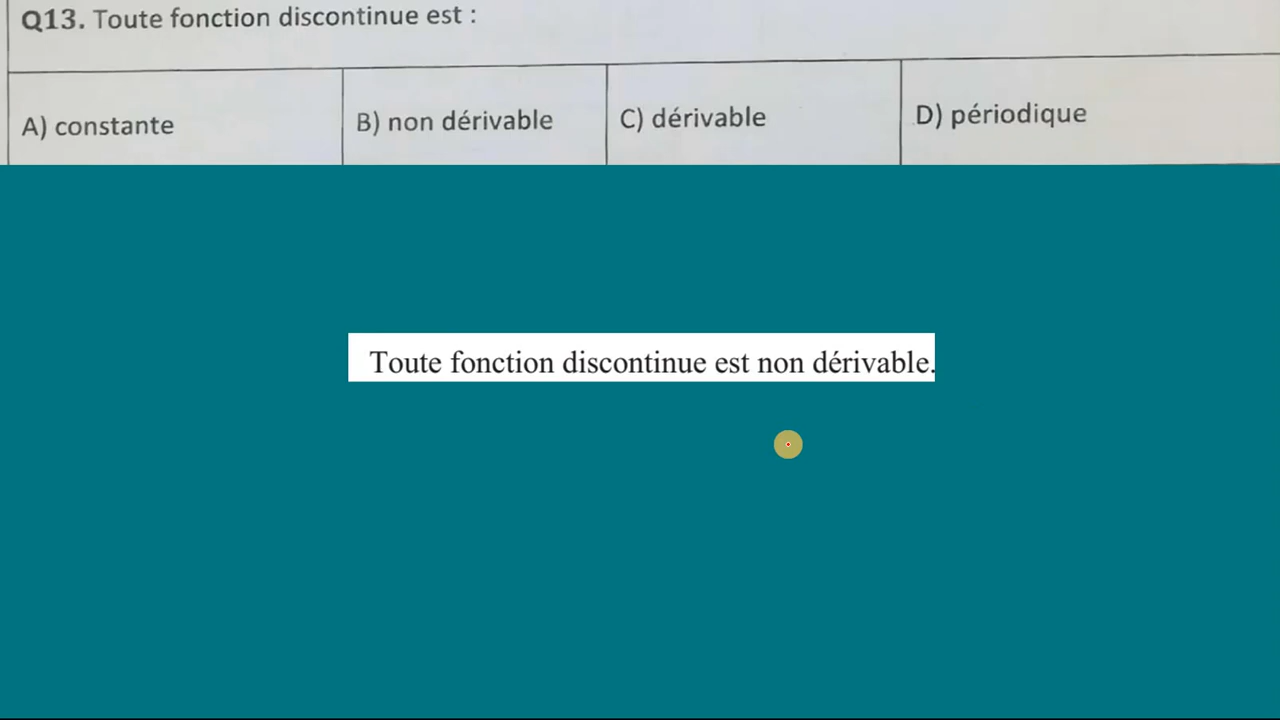 Q13. Toute fonction discontinue est :
A) constante B) non dérivable C) dérivable D) périodique
Toute fonction discontinue est non dérivable.